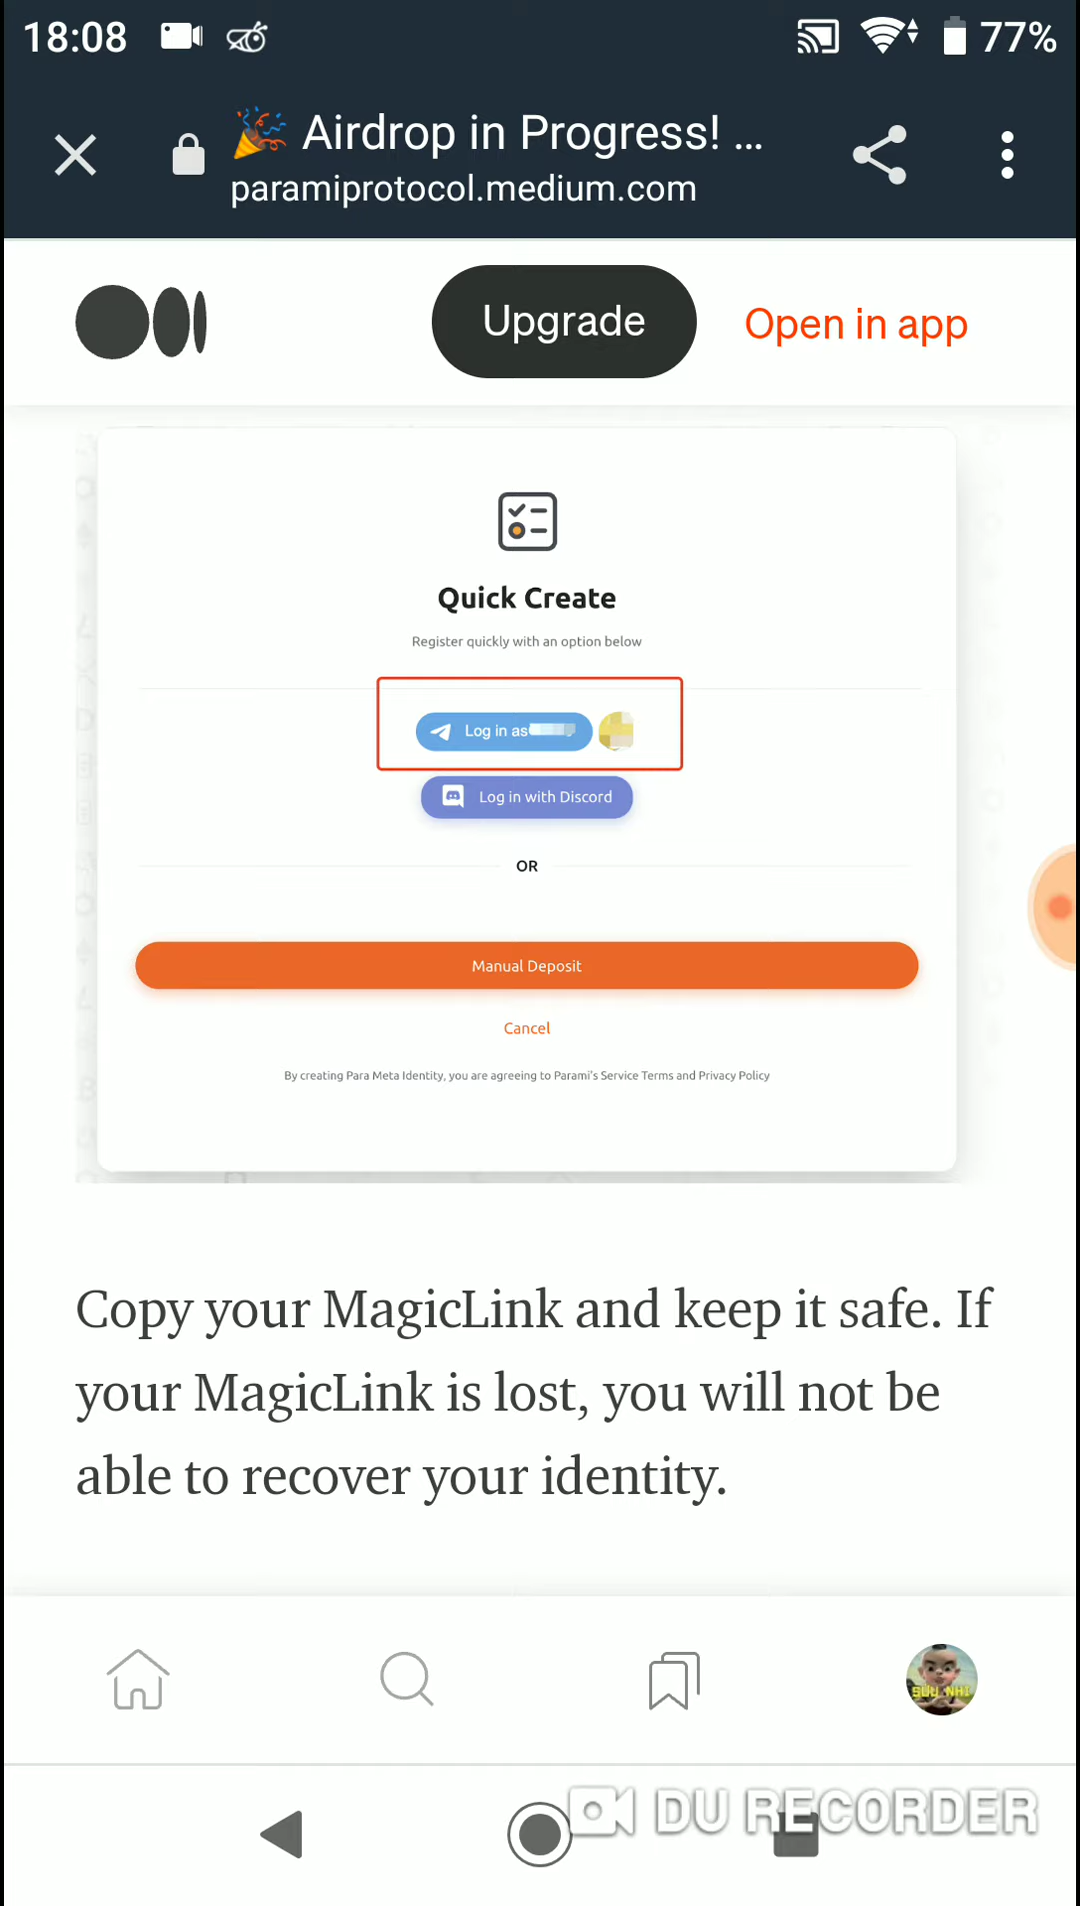 18:08
77%
🎉 Airdrop in Progress! ...
paramiprotocol.medium.com
Upgrade
Open in app
Quick Create
Register quickly with an option below
Log in as
Log in with Discord
OR
Manual Deposit
Cancel
By creating Para Meta Identity, you are agreeing to Parami's Service Terms and Privacy Policy
Copy your MagicLink and keep it safe. If
your MagicLink is lost, you will not be
able to recover your identity.
SUY NHI
DU RECORDER